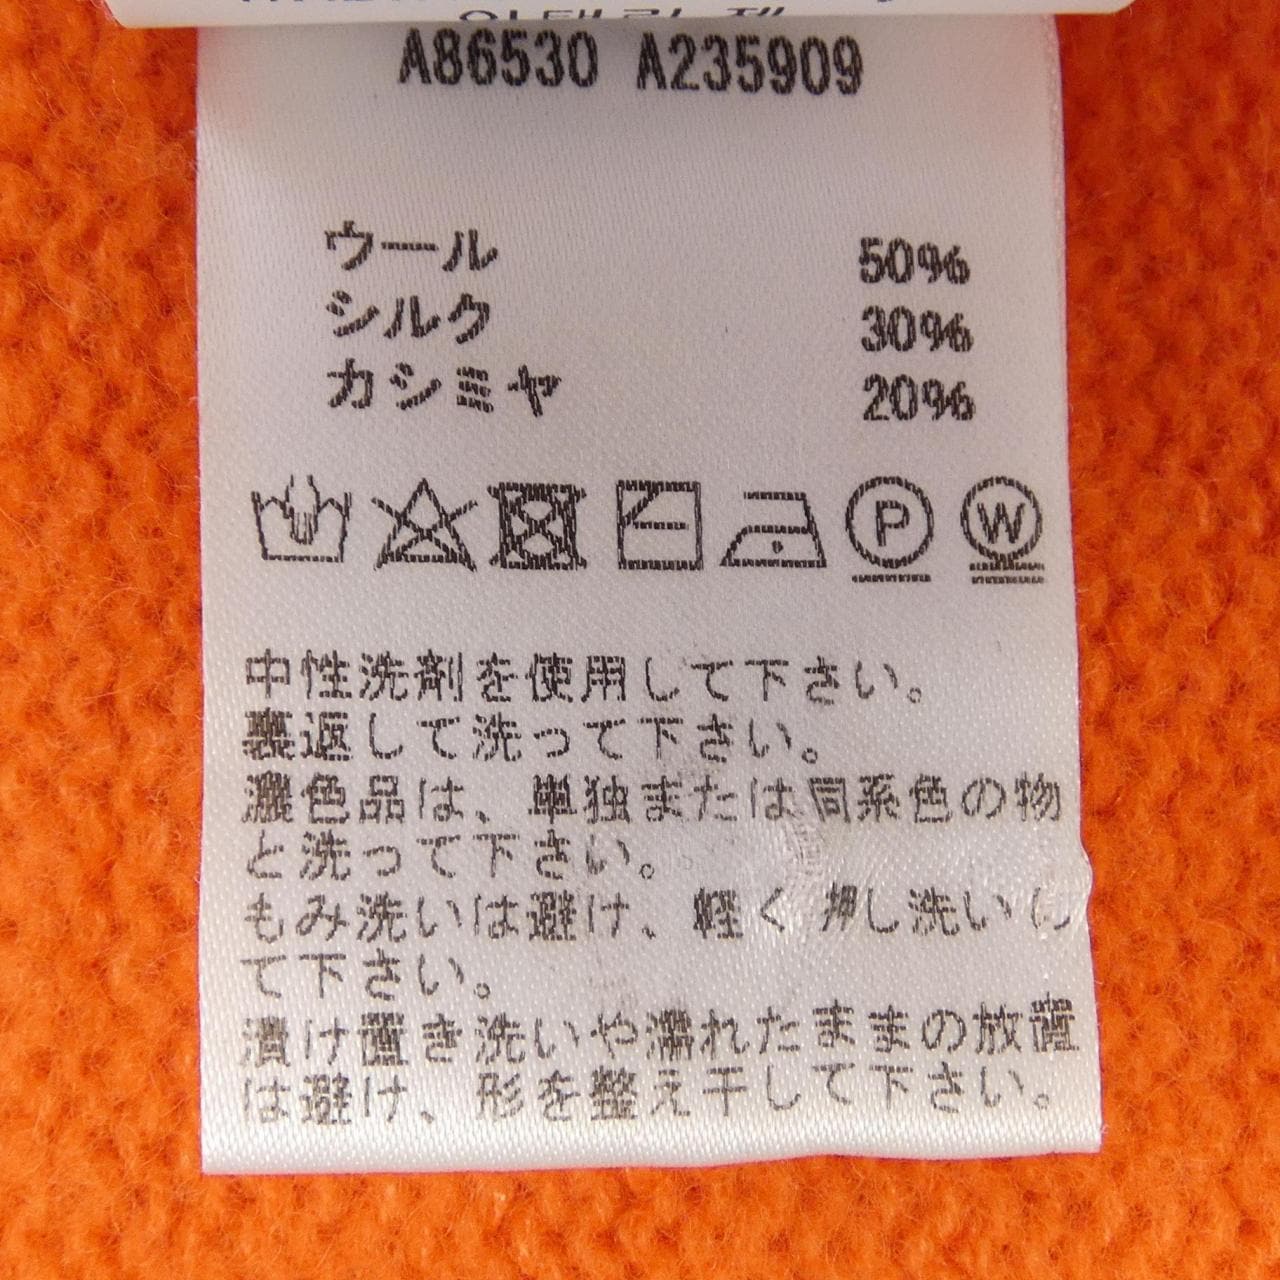 A86530 A235909
ウール 50%
シルク 30%
カシミヤ 20%
P W
中性洗剤を使用して下さい。
裏返して洗って下さい。
濃色品は、単独または同系色の物
と洗って下さい。
もみ洗いは避け、軽く押し洗いし
て下さい。
漬け置き洗いや濡れたままの放置
は避け、形を整え干して下さい。